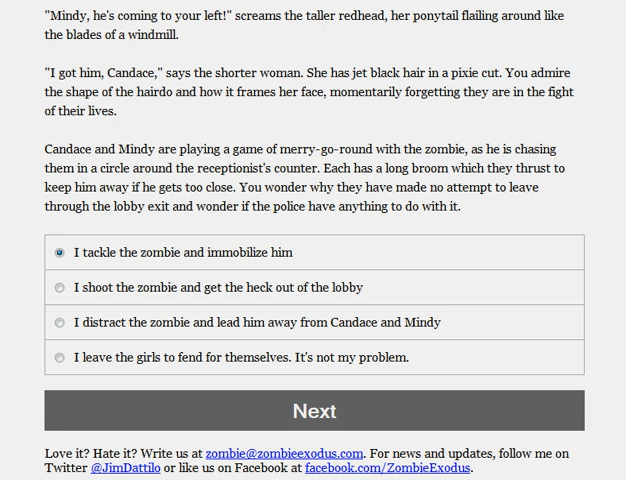 "Mindy, he's coming to your left!" screams the taller redhead, her ponytail flailing around like
the blades of a windmill.
"I got him, Candace," says the shorter woman. She has jet black hair in a pixie cut. You admire
the shape of the hairdo and how it frames her face, momentarily forgetting they are in the fight
of their lives.
Candace and Mindy are playing a game of merry-go-round with the zombie, as he is chasing
them in a circle around the receptionist's counter. Each has a long broom which they thrust to
keep him away if he gets too close. You wonder why they have made no attempt to leave
through the lobby exit and wonder if the police have anything to do with it.
I tackle the zombie and immobilize him
I shoot the zombie and get the heck out of the lobby
I distract the zombie and lead him away from Candace and Mindy
I leave the girls to fend for themselves. It's not my problem.
Next
Love it? Hate it? Write us at zombie@zombieexodus.com. For news and updates, follow me on
Twitter @JimDattilo or like us on Facebook at facebook.com/ZombieExodus.